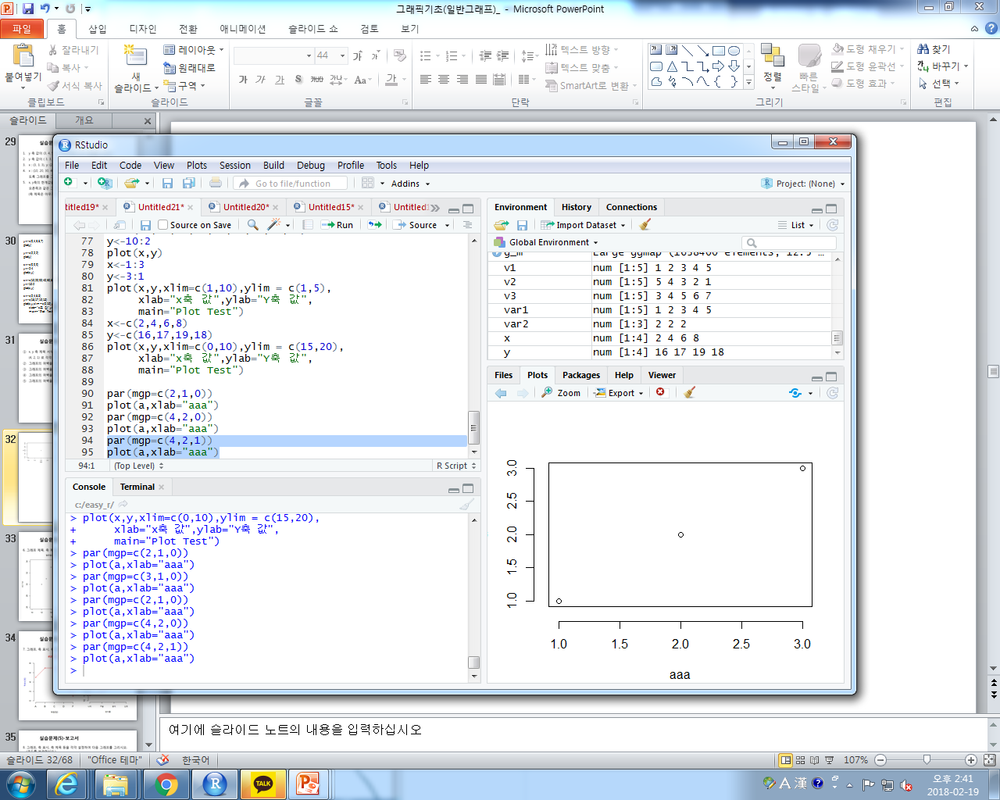 그래픽기초(일반그래프)_ - Microsoft PowerPoint
파일 홈 삽입 디자인 전환 애니메이션 슬라이드 쇼 검토 보기
붙여넣기 잘라내기 복사 서식 복사 클립보드
새 슬라이드 레이아웃 원래대로 구역 슬라이드
44 가 가 가 가 가 S 가나 Aa 가 글꼴
텍스트 방향 텍스트 맞춤 SmartArt로 변환 단락
정렬 빠른 스타일 도형 채우기 도형 윤곽선 도형 효과 그리기
찾기 바꾸기 선택 편집
슬라이드 개요
29
30
31
32
33
34
35 실습문제(5)-보고서
RStudio
File Edit Code View Plots Session Build Debug Profile Tools Help
Go to file/function Addins Project: (None)
titled19* Untitled21* Untitled20* Untitled15* Untitled
Source on Save Run Source
77 y<-10:2
78 plot(x,y)
79 x<-1:3
80 y<-3:1
81 plot(x,y,xlim=c(1,10),ylim = c(1,5),
82 xlab="x축 값",ylab="Y축 값",
83 main="Plot Test")
84 x<-c(2,4,6,8)
85 y<-c(16,17,19,18)
86 plot(x,y,xlim=c(0,10),ylim = c(15,20),
87 xlab="x축 값",ylab="Y축 값",
88 main="Plot Test")
89
90 par(mgp=c(2,1,0))
91 plot(a,xlab="aaa")
92 par(mgp=c(4,2,0))
93 plot(a,xlab="aaa")
94 par(mgp=c(4,2,1))
95 plot(a,xlab="aaa")
94:1 (Top Level) R Script
Console Terminal
c:/easy_r/
> plot(x,y,xlim=c(0,10),ylim = c(15,20),
+ xlab="x축 값",ylab="Y축 값",
+ main="Plot Test")
> par(mgp=c(2,1,0))
> plot(a,xlab="aaa")
> par(mgp=c(3,1,0))
> plot(a,xlab="aaa")
> par(mgp=c(2,1,0))
> plot(a,xlab="aaa")
> par(mgp=c(4,2,0))
> plot(a,xlab="aaa")
> par(mgp=c(4,2,1))
> plot(a,xlab="aaa")
>
Environment History Connections
Import Dataset List
Global Environment
g_m Large ggmap (1638400 elements, 12.5 …
v1 num [1:5] 1 2 3 4 5
v2 num [1:5] 5 4 3 2 1
v3 num [1:5] 3 4 5 6 7
var1 num [1:5] 1 2 3 4 5
var2 num [1:3] 2 2 2
x num [1:4] 2 4 6 8
y num [1:4] 16 17 19 18
Files Plots Packages Help Viewer
Zoom Export
3.0
2.5
2.0
1.5
1.0
1.0 1.5 2.0 2.5 3.0
aaa
여기에 슬라이드 노트의 내용을 입력하십시오
슬라이드 32/68 "Office 테마" 한국어 107%
TALK
A 漢
오후 2:41
2018-02-19